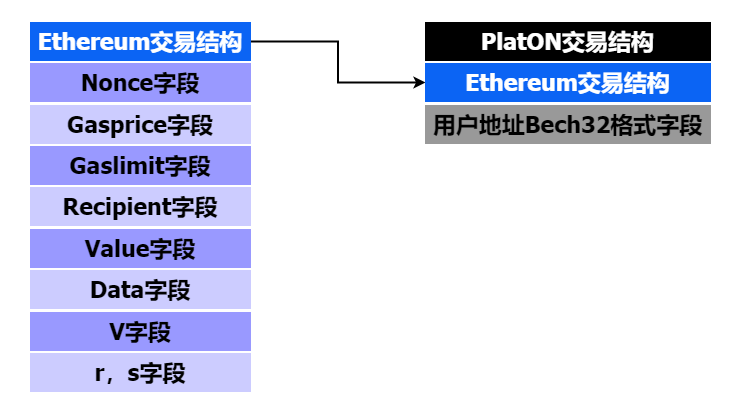 Ethereum交易结构
Nonce字段
Gasprice字段
Gaslimit字段
Recipient字段
Value字段
Data字段
V字段
r，s字段
PlatON交易结构
Ethereum交易结构
用户地址Bech32格式字段